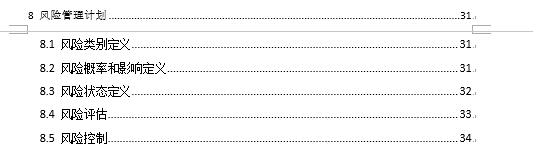 8 风险管理计划 31
8.1 风险类别定义 31
8.2 风险概率和影响定义 31
8.3 风险状态定义 32
8.4 风险评估 33
8.5 风险控制 34